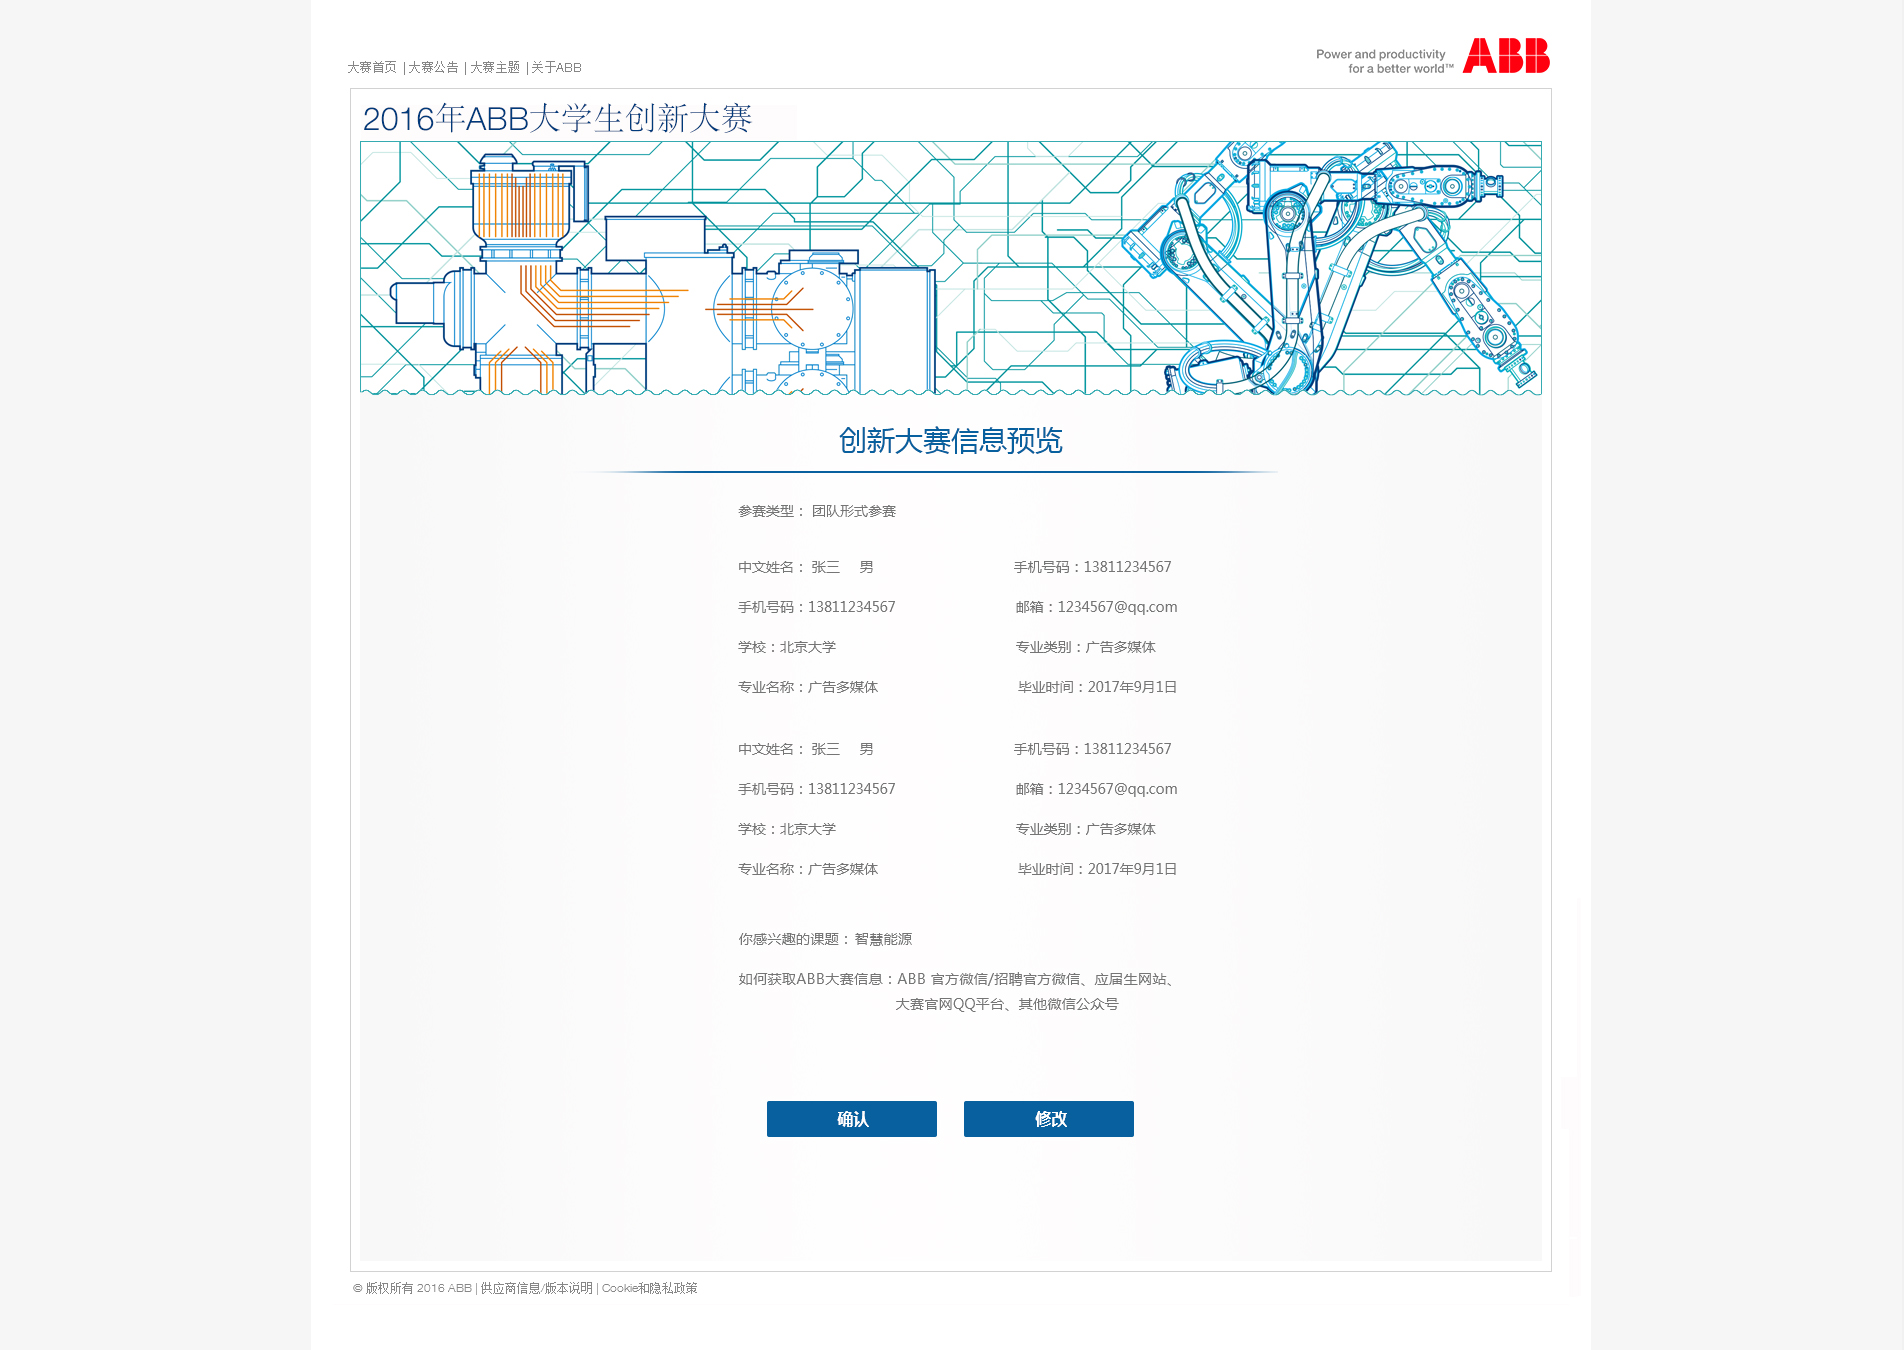 大赛首页 | 大赛公告 | 大赛主题 | 关于ABB
Power and productivity
for a better world™
ABB
2016年ABB大学生创新大赛
创新大赛信息预览
参赛类型： 团队形式参赛
中文姓名： 张三 男 手机号码：13811234567
手机号码：13811234567 邮箱：1234567@qq.com
学校：北京大学 专业类别：广告多媒体
专业名称：广告多媒体 毕业时间：2017年9月1日
中文姓名： 张三 男 手机号码：13811234567
手机号码：13811234567 邮箱：1234567@qq.com
学校：北京大学 专业类别：广告多媒体
专业名称：广告多媒体 毕业时间：2017年9月1日
你感兴趣的课题： 智慧能源
如何获取ABB大赛信息：ABB 官方微信/招聘官方微信、应届生网站、
大赛官网QQ平台、其他微信公众号
确认 修改
© 版权所有 2016 ABB | 供应商信息/版本说明 | Cookie和隐私政策